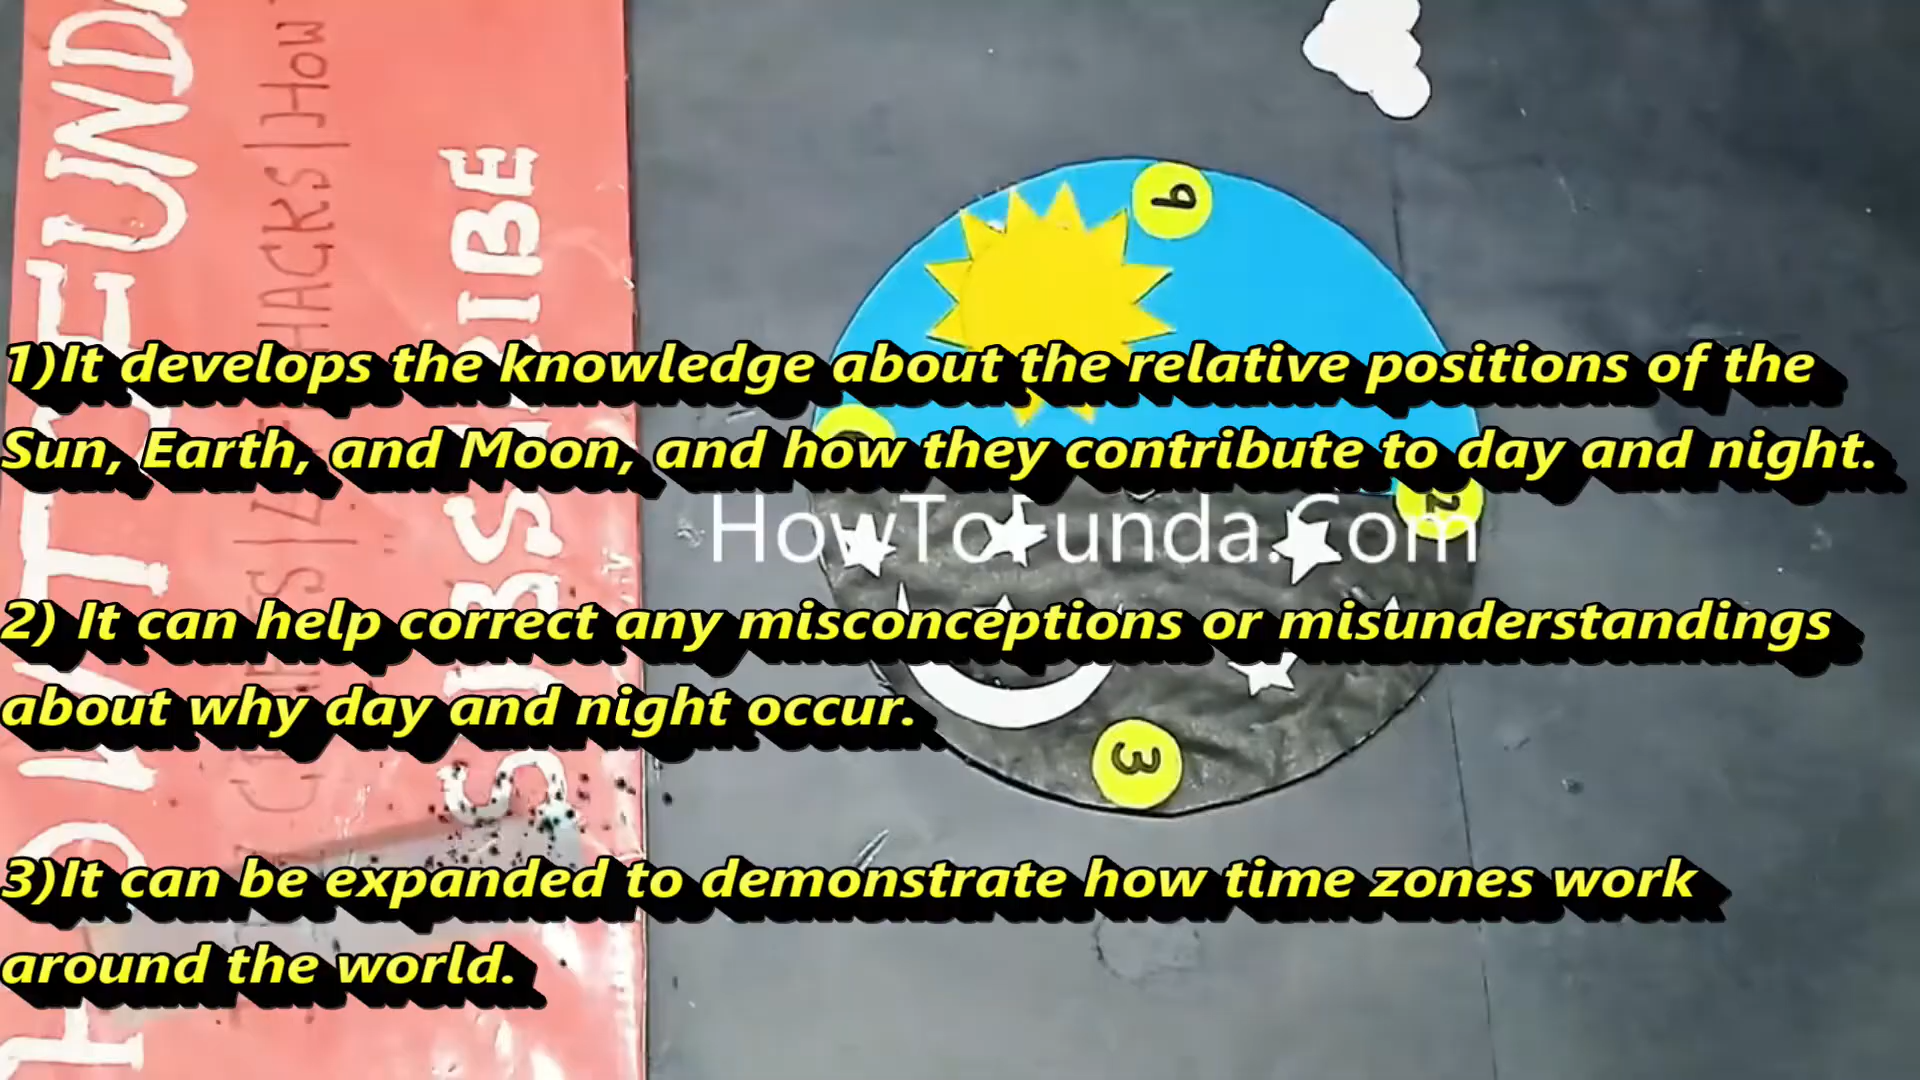 1)It develops the knowledge about the relative positions of the
Sun, Earth, and Moon, and how they contribute to day and night.
HowToFunda.Com
2) It can help correct any misconceptions or misunderstandings
about why day and night occur.
3)It can be expanded to demonstrate how time zones work
around the world.
9
3